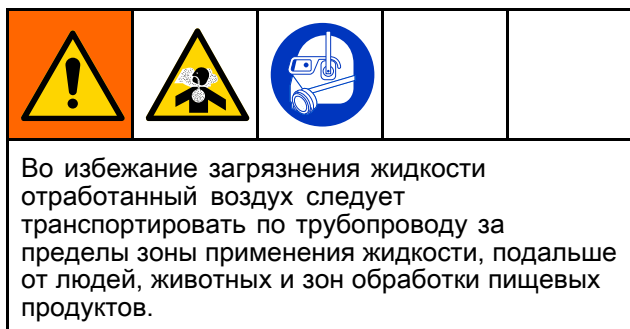 Во избежание загрязнения жидкости
отработанный воздух следует
транспортировать по трубопроводу за
пределы зоны применения жидкости, подальше
от людей, животных и зон обработки пищевых
продуктов.